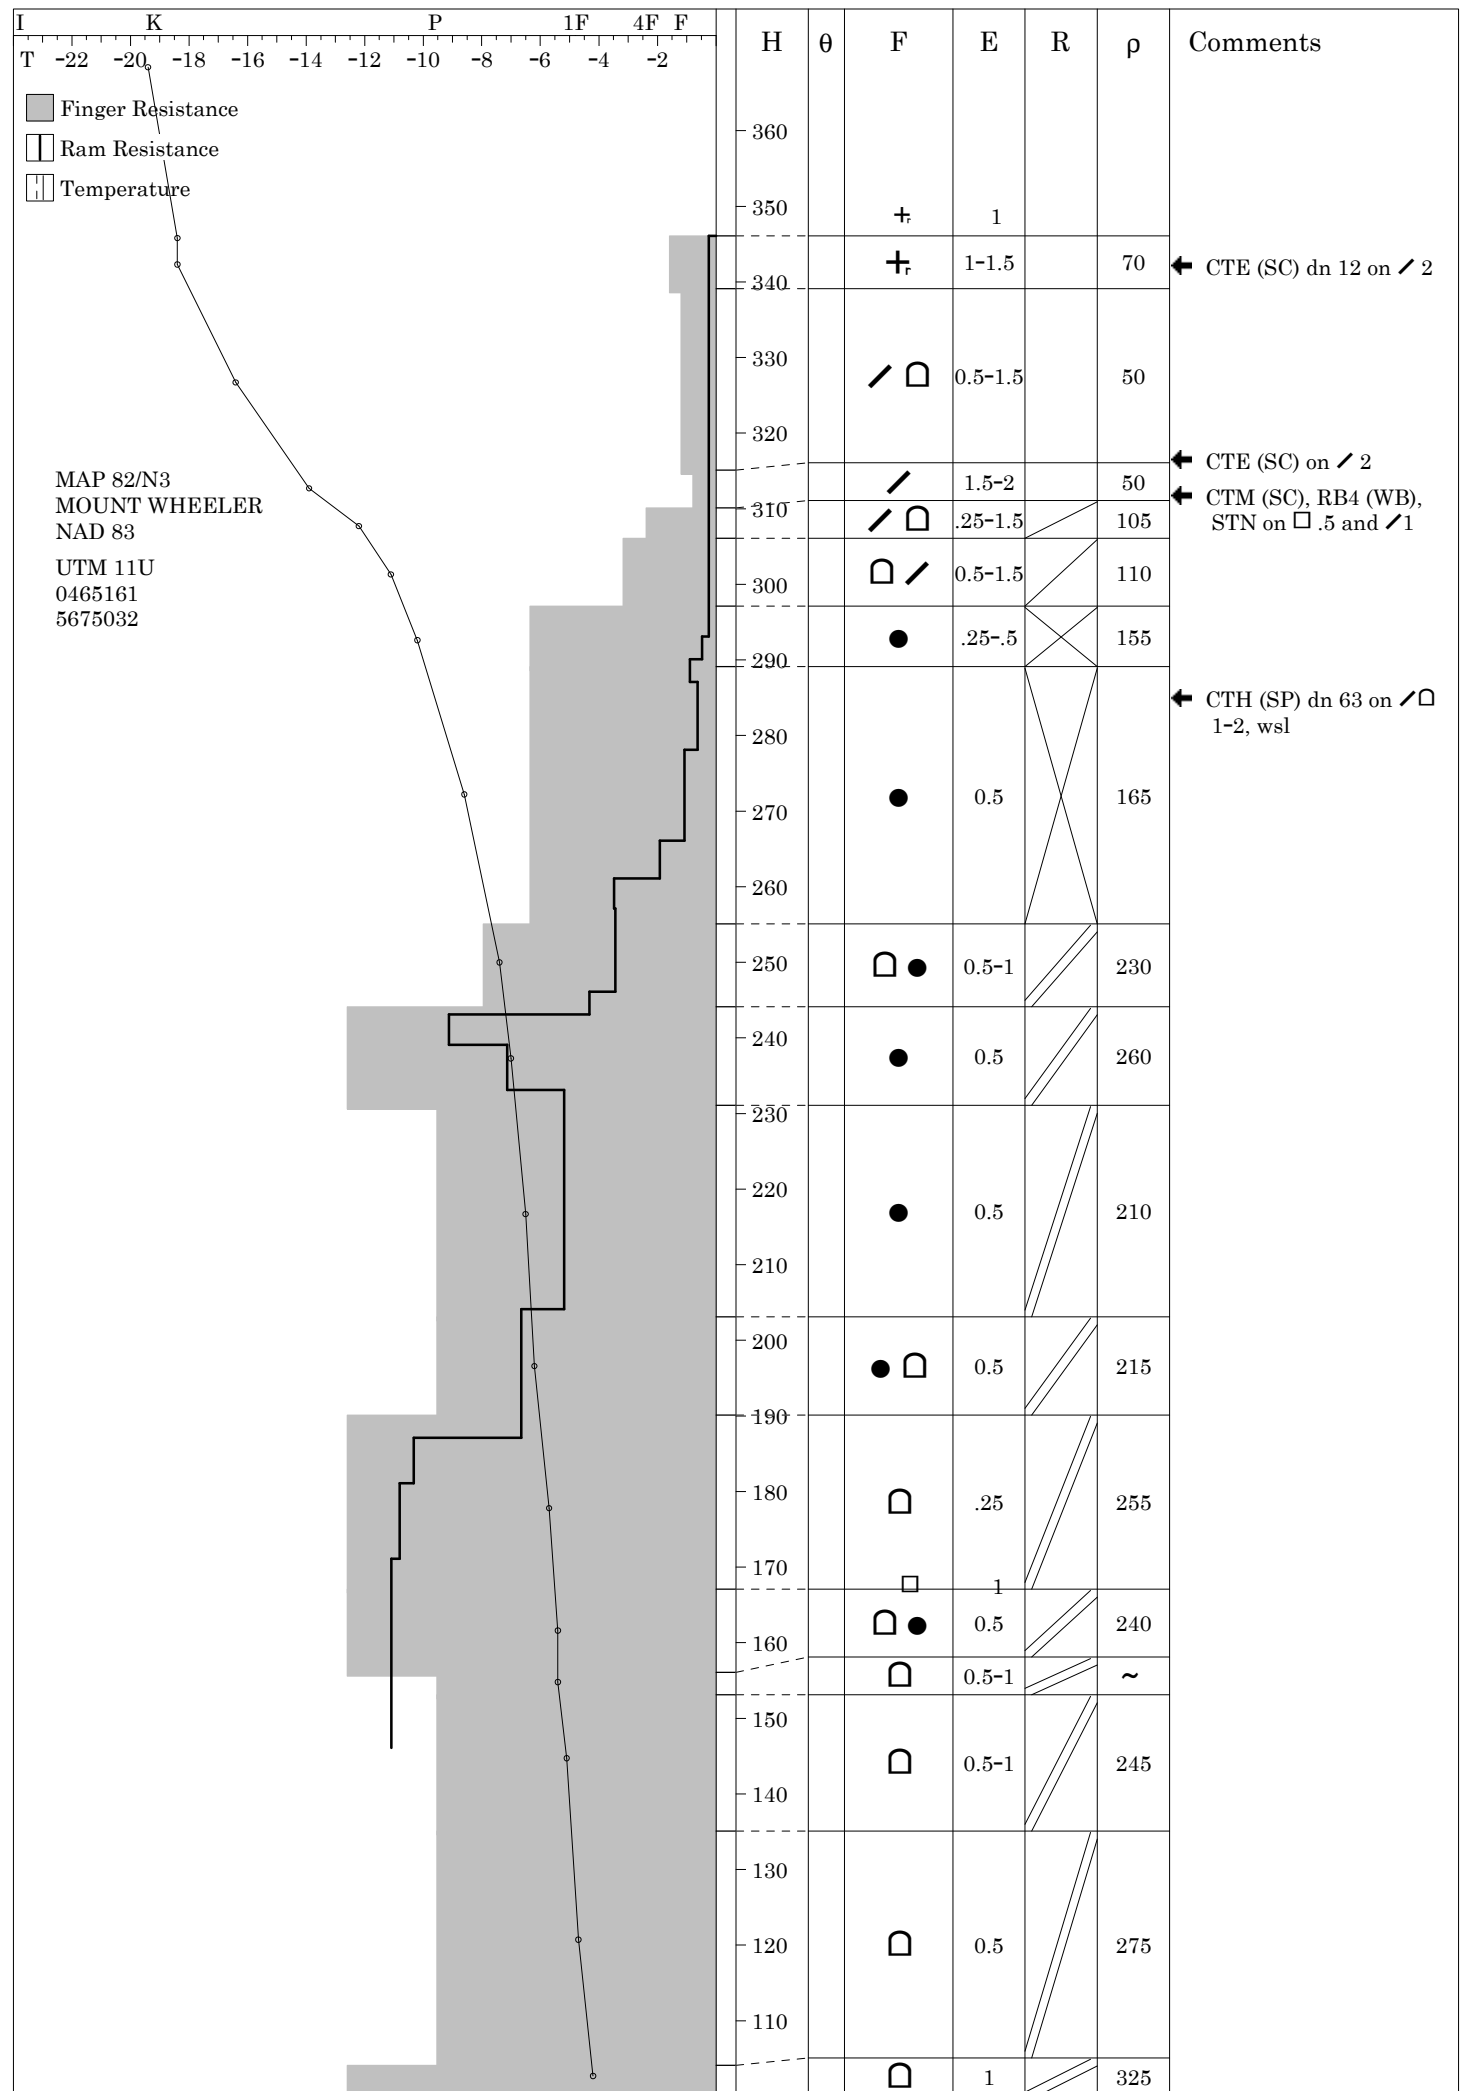 I K P 1F 4F F
T -22 -20 -18 -16 -14 -12 -10 -8 -6 -4 -2
H θ F E R ρ Comments
Finger Resistance
Ram Resistance
Temperature
360
350 1
1-1.5 70 CTE (SC) dn 12 on 2
340
330
0.5-1.5 50
320
CTE (SC) on 2
MAP 82/N3
MOUNT WHEELER
NAD 83
UTM 11U
0465161
5675032
1.5-2 50
CTM (SC), RB4 (WB),
310
.25-1.5 105 STN on .5 and 1
0.5-1.5 110
300
.25-.5 155
290
CTH (SP) dn 63 on
1-2, wsl
280
0.5 165
270
260
250 0.5-1 230
240
0.5 260
230
220
0.5 210
210
200
0.5 215
190
180
.25 255
170
1
0.5 240
160
0.5-1 ~
150
0.5-1 245
140
130
120 0.5 275
110
1 325